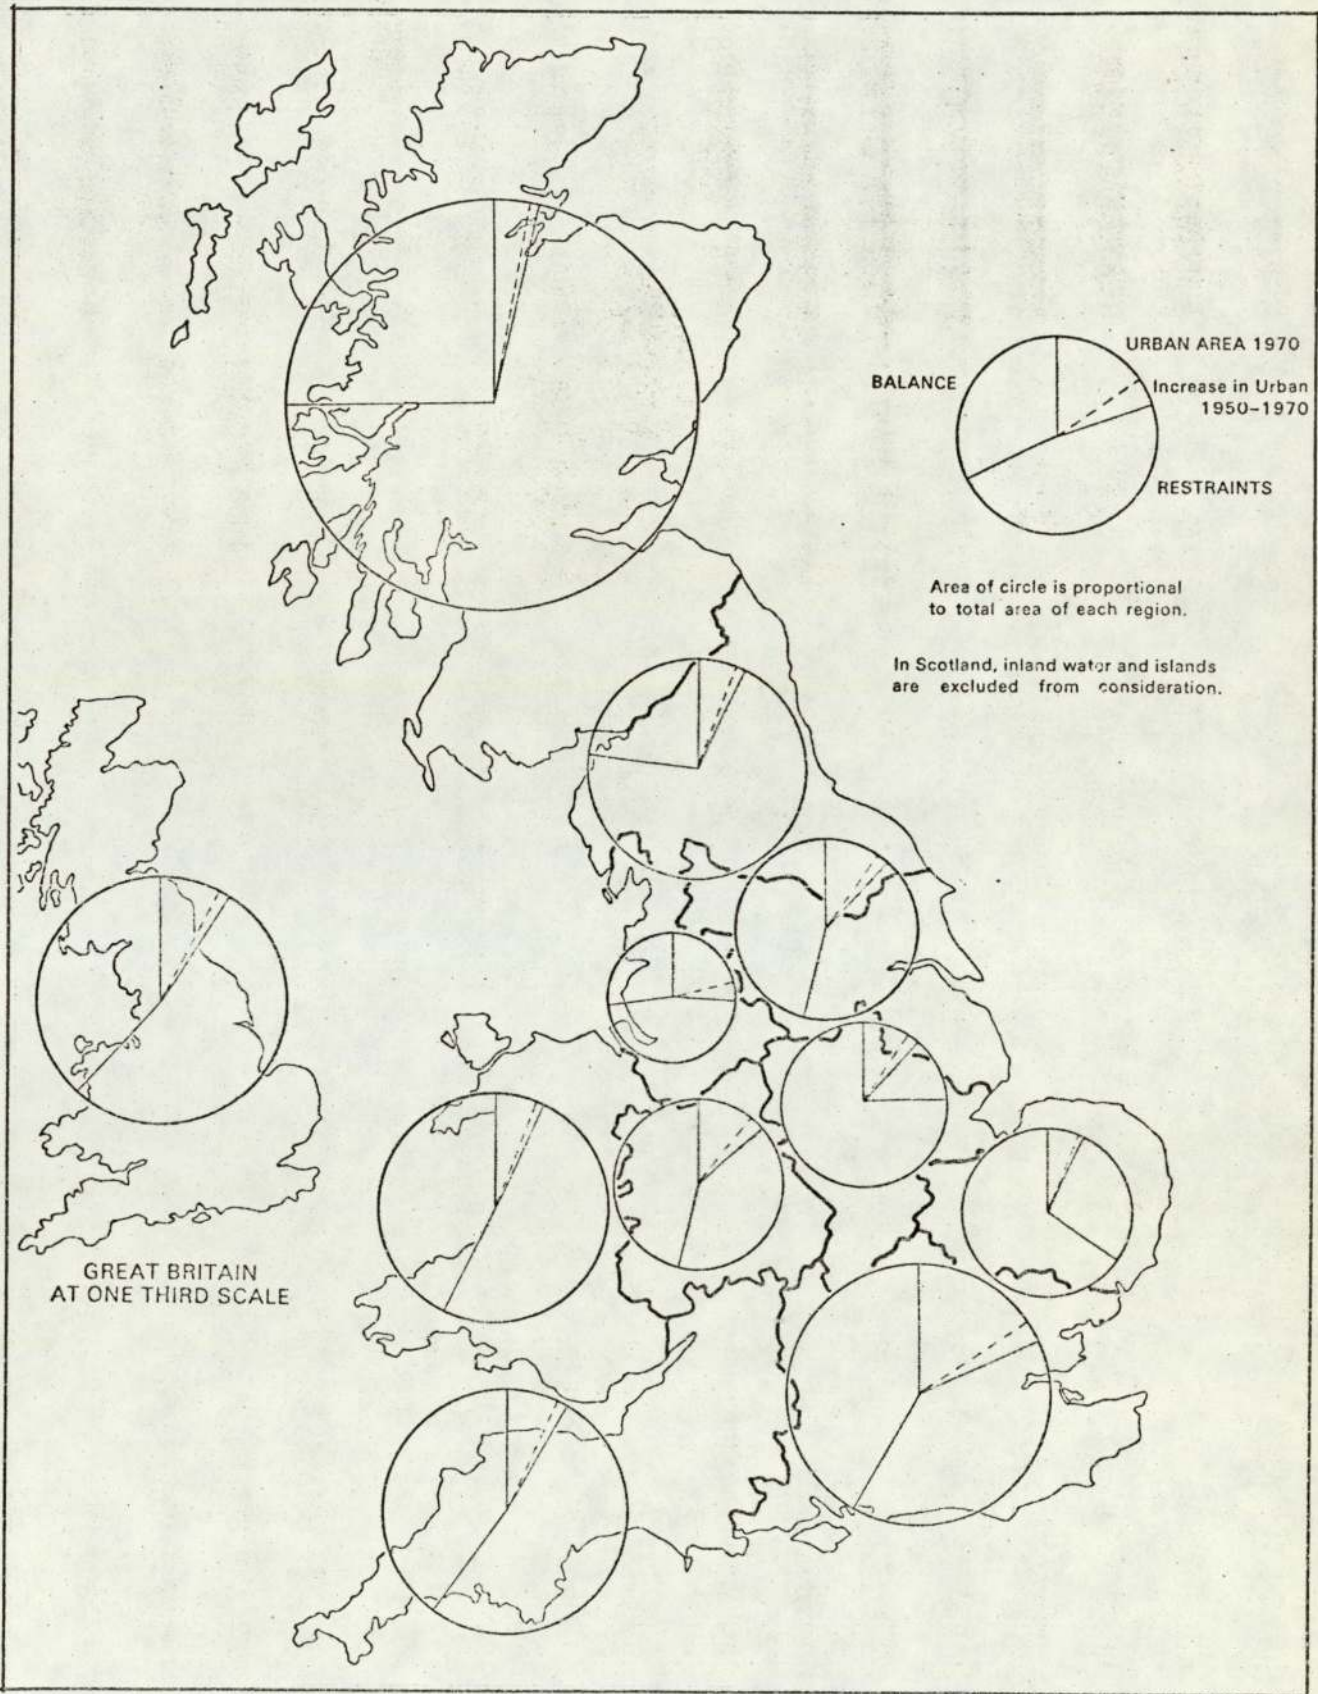 URBAN AREA 1970
BALANCE
Increase in Urban
1950–1970
RESTRAINTS
Area of circle is proportional
to total area of each region.
In Scotland, inland water and islands
are excluded from consideration.
GREAT BRITAIN
AT ONE THIRD SCALE